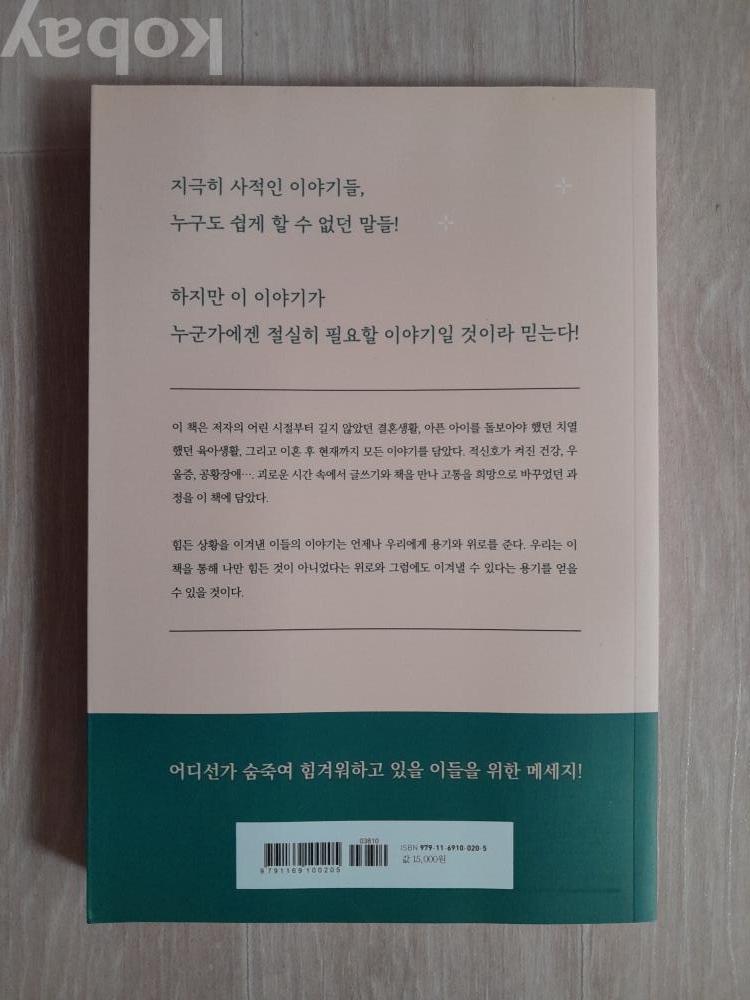 kobay
지극히 사적인 이야기들,
누구도 쉽게 할 수 없던 말들!
하지만 이 이야기가
누군가에겐 절실히 필요할 이야기일 것이라 믿는다!
이 책은 저자의 어린 시절부터 길지 않았던 결혼생활, 아픈 아이를 돌보아야 했던 치열
했던 육아생활, 그리고 이혼 후 현재까지 모든 이야기를 담았다. 적신호가 켜진 건강, 우
울증, 공황장애…. 괴로운 시간 속에서 글쓰기와 책을 만나 고통을 희망으로 바꾸었던 과
정을 이 책에 담았다.
힘든 상황을 이겨낸 이들의 이야기는 언제나 우리에게 용기와 위로를 준다. 우리는 이
책을 통해 나만 힘든 것이 아니었다는 위로와 그럼에도 이겨낼 수 있다는 용기를 얻을
수 있을 것이다.
어디선가 숨죽여 힘겨워하고 있을 이들을 위한 메세지!
03810
ISBN 979-11-6910-020-5
값 15,000원
9791169100205